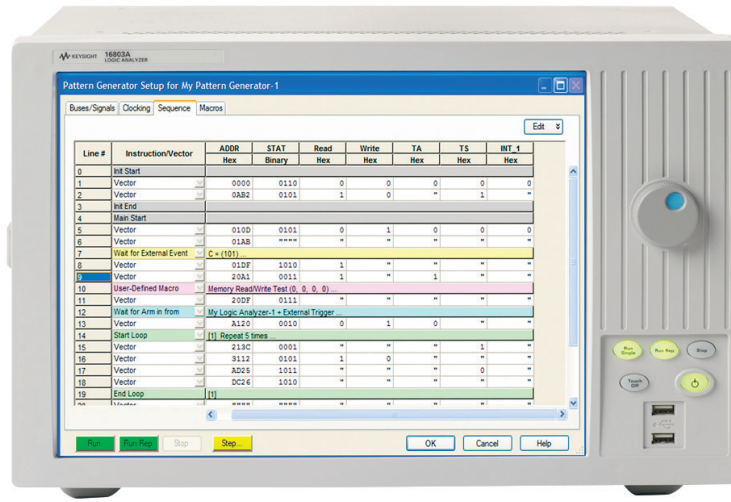 KEYSIGHT 16803A
LOGIC ANALYZER
Pattern Generator Setup for My Pattern Generator-1
Buses/Signals Clocking Sequence Macros
Edit
Line # Instruction/Vector ADDR STAT Read Write TA TS INT_1
Hex Binary Hex Hex Hex Hex Hex
0 Init Start
1 Vector 0000 0110 0 0 0 0 0
2 Vector 0AB2 0101 1 0 " 1 "
3 Init End
4 Main Start
5 Vector 010D 0101 0 1 0 0 0
6 Vector 01AB """" " " " " "
7 Wait for External Event C = (101) ...
8 Vector 01DF 1010 1 " " " "
9 Vector 20A1 0011 1 " 1 " "
10 User-Defined Macro Memory Read/Write Test (0, 0, 0, 0) ...
11 Vector 20DF 0111 " " " " "
12 Wait for Arm in from My Logic Analyzer-1 + External Trigger ...
13 Vector A120 0010 0 1 0 " "
14 Start Loop [1] Repeat 5 times ...
15 Vector 213C 0001 " " " 1 "
16 Vector 3112 0101 1 0 " " "
17 Vector AD25 1011 " " " 0 "
18 Vector DC26 1010 " " " " "
19 End Loop [1]
20 Vector """" """" " " " " "
Run Run Rep Stop Step... OK Cancel Help
Run Single Run Rep Stop
Touch Off